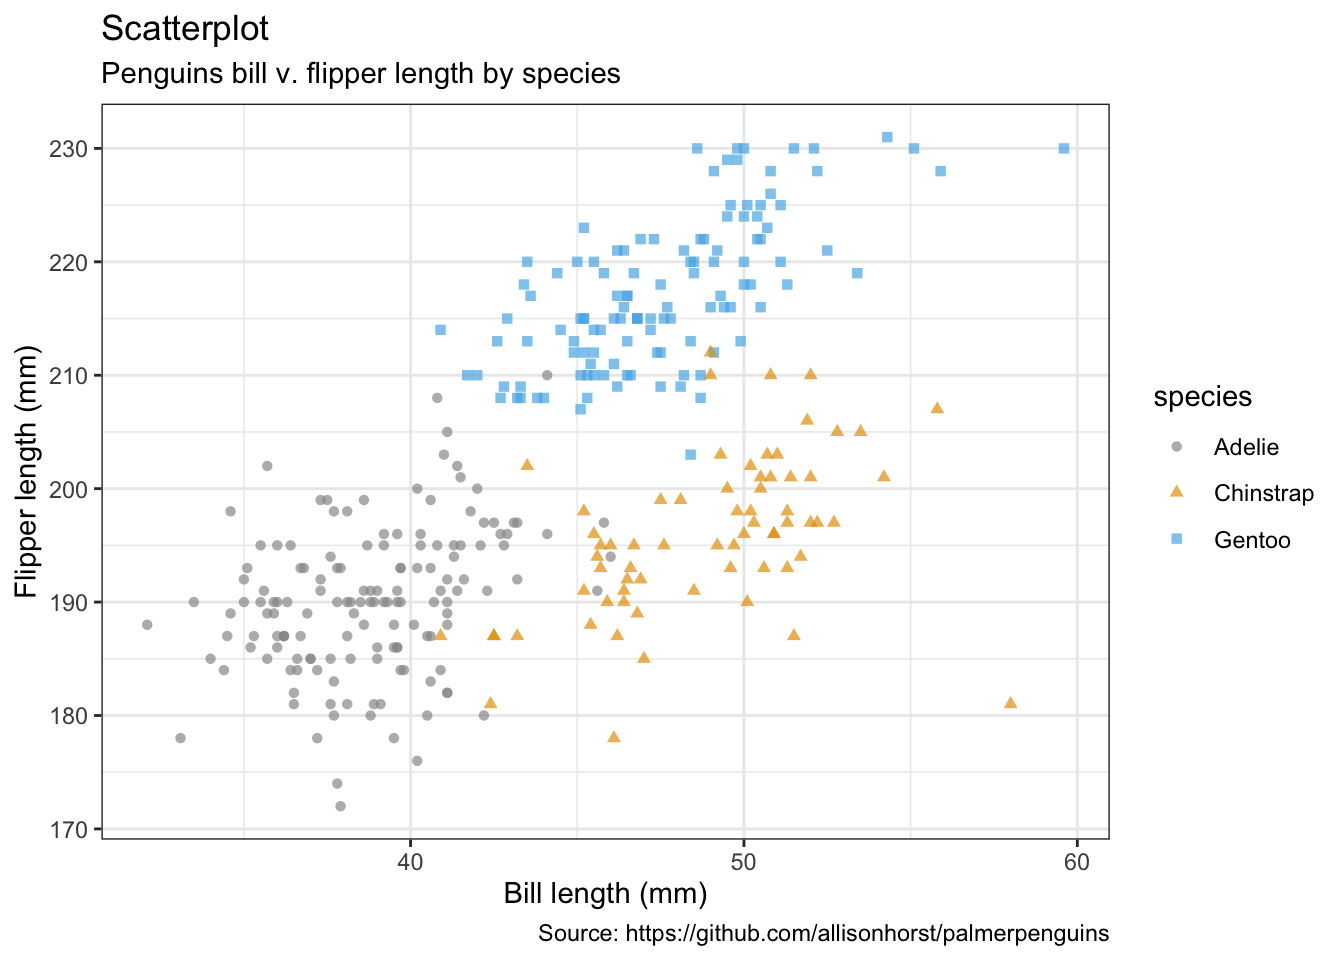 Scatterplot
Penguins bill v. flipper length by species
Flipper length (mm)
230
220
210
200
190
180
170
40
50
60
Bill length (mm)
species
Adelie
Chinstrap
Gentoo
Source: https://github.com/allisonhorst/palmerpenguins